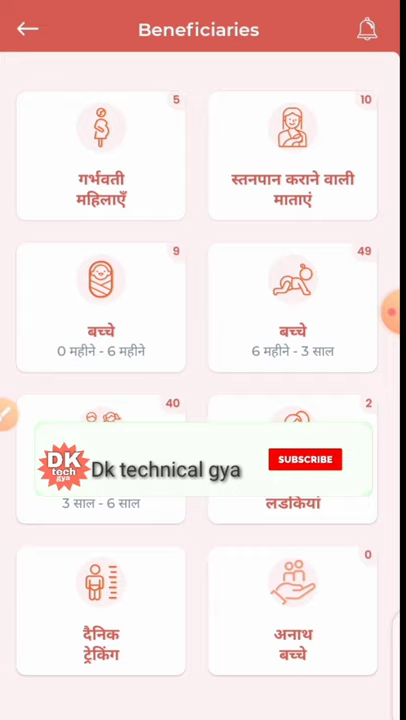 Beneficiaries
5
10
गर्भवती
महिलाएँ
स्तनपान कराने वाली
माताएं
9
49
बच्चे
0 महीने - 6 महीने
बच्चे
6 महीने - 3 साल
40
2
DK
tech
gya
Dk technical gya
SUBSCRIBE
3 साल - 6 साल
लडकियां
0
दैनिक
ट्रेकिंग
अनाथ
बच्चे